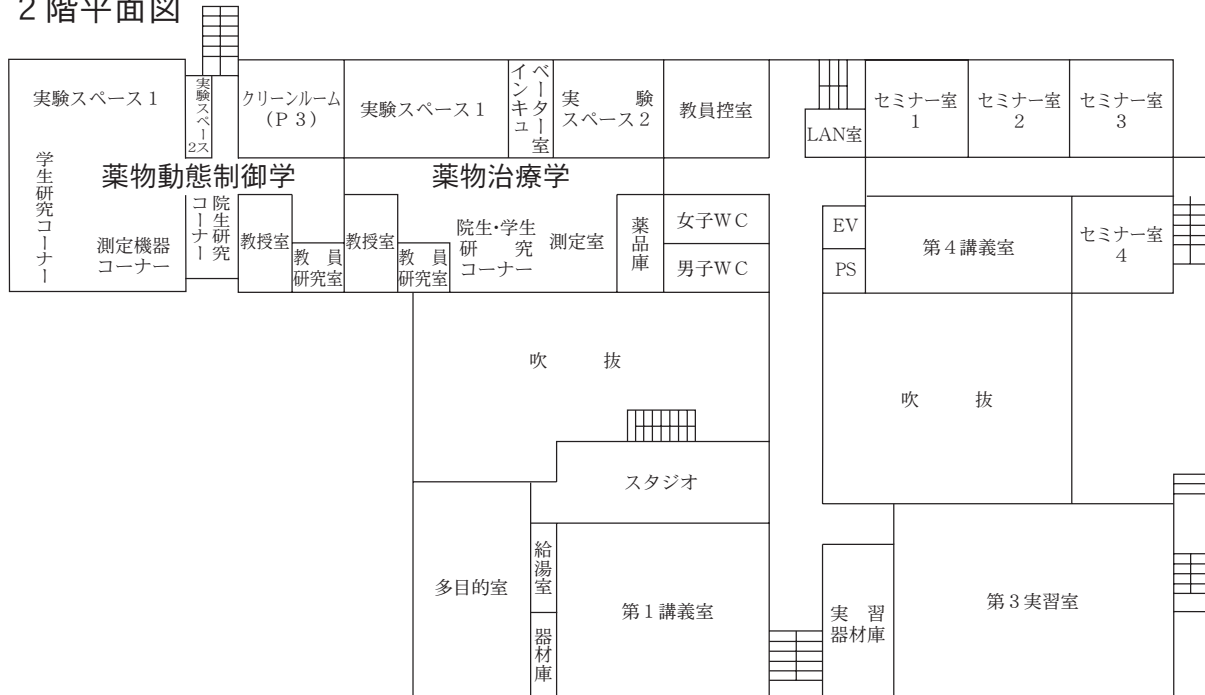 ２階平面図
実験スペース１
実験スペース2
クリーンルーム
（Ｐ３）
実験スペース１
インキュ
ベーター室
実　験
スペース２
教員控室
LAN室
セミナー室
1
セミナー室
2
セミナー室
3
学生研究コーナー
薬物動態制御学
薬物治療学
測定機器
コーナー
院生研究
コーナー
教授室
教　員
研究室
教授室
教　員
研究室
院生・学生
研　究
コーナー
測定室
薬品庫
女子ＷＣ
男子ＷＣ
EV
PS
第４講義室
セミナー室
4
吹　抜
吹　抜
スタジオ
給湯室
多目的室
器材庫
第１講義室
実　習
器材庫
第３実習室